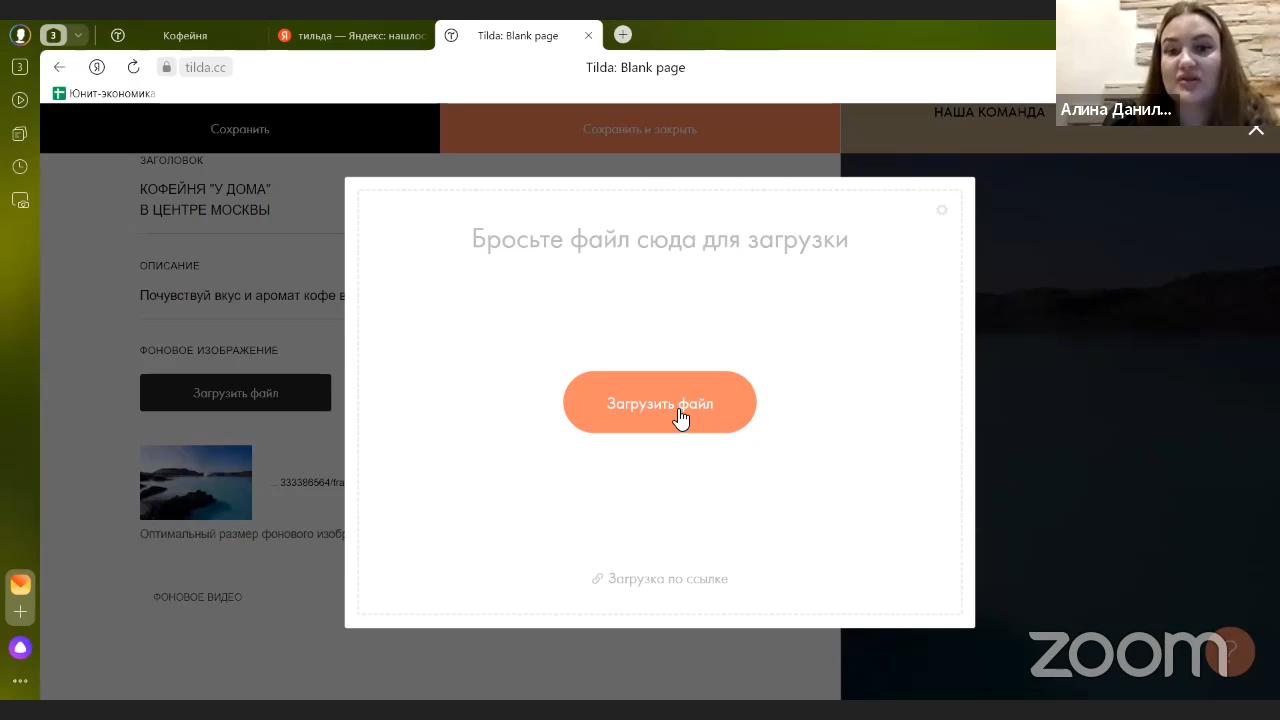 3
Кофейня
тильда — Яндекс: нашлос
Tilda: Blank page
3
tilda.cc
Tilda: Blank page
Юнит-экономика
Сохранить
Сохранить и закрыть
НАША КОМАНДА
Алина Данил...
ЗАГОЛОВОК
КОФЕЙНЯ "У ДОМА"
В ЦЕНТРЕ МОСКВЫ
ОПИСАНИЕ
Почувствуй вкус и аромат кофе в
ФОНОВОЕ ИЗОБРАЖЕНИЕ
Загрузить файл
... 333386564/fra
Оптимальный размер фонового изобр
ФОНОВОЕ ВИДЕО
Бросьте файл сюда для загрузки
Загрузить файл
Загрузка по ссылке
zoom
?